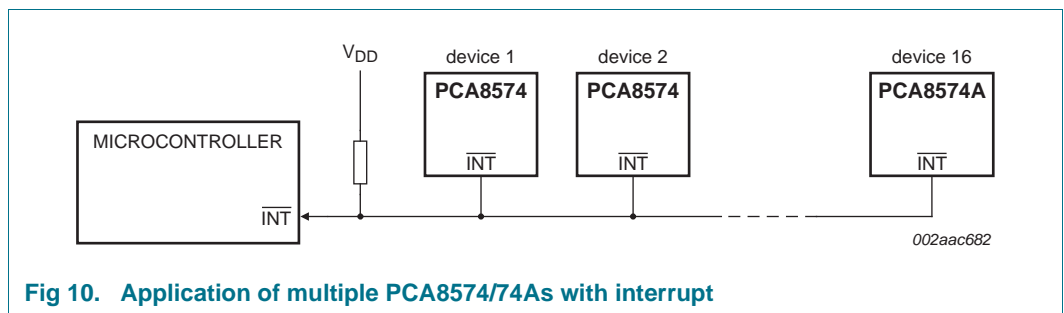 V_DD
device 1
device 2
device 16
PCA8574
PCA8574
PCA8574A
MICROCONTROLLER
INT
INT
INT
INT
002aac682
Fig 10. Application of multiple PCA8574/74As with interrupt